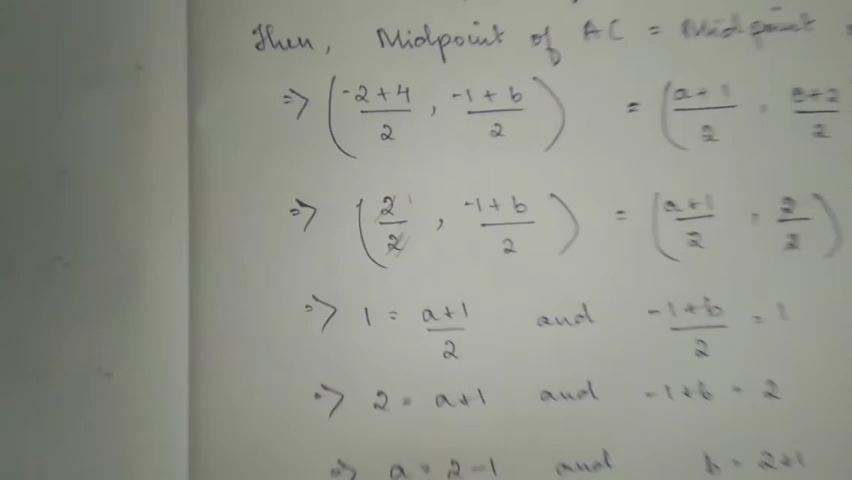 Then, Midpoint of AC = Midpoint
=> (-2+4/2, -1+b/2) = (a+1/2, 0+2/2)
=> (2/2, -1+b/2) = (a+1/2, 2/2)
=> 1 = a+1/2 and -1+b/2 = 1
=> 2 = a+1 and -1+b = 2
=> a = 2-1 and b = 2+1